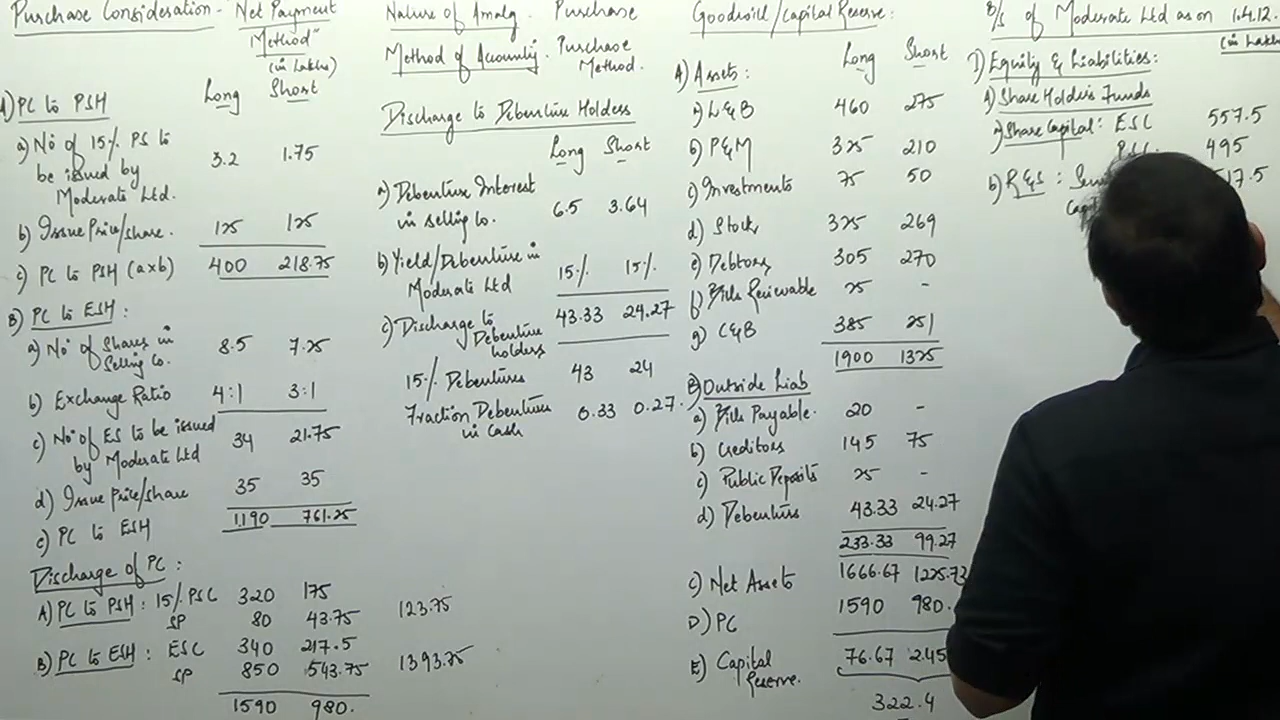 Purchase Consideration - "Net Payment
Method"
(in Lakhs)
Long Short
A) PC to PSH
a) No of 15% PS to
be issued by
Moderate Ltd. 3.2 1.75
b) Issue Price/share. 125 125
c) PC to PSH (axb) 400 218.75
B) PC to ESH :
a) No of Shares in
Selling Co. 8.5 7.25
b) Exchange Ratio 4:1 3:1
c) No of ES to be issued
by Moderate Ltd 34 21.75
d) Issue Price/share 35 35
e) PC to ESH 1190 761.25
Discharge of PC :
A) PC to PSH : 15% PSC 320 175
SP 80 43.75 123.75
B) PC to ESH : ESC 340 217.5
SP 850 543.75 1393.75
1590 980.
Nature of Amalg. Purchase
Method of Accounting. Purchase
Method.
Discharge to Debenture Holders
Long Short
a) Debenture Interest
in selling Co. 6.5 3.64
b) Yield/Debenture in
Moderate Ltd 15% 15%
c) Discharge to
Debenture
holders 43.33 24.27
15% Debentures 43 24
Fraction Debentures
in Cash 0.33 0.27.
Goodwill/Capital Reserve:
Long Short
A) Assets :
a) L&B 460 275
b) P&M 325 210
c) Investments 75 50
d) Stock 325 269
e) Debtors 305 270
f) Bills Receivable 25 -
g) C&B 385 251
1900 1325
B) Outside Liab
a) Bills Payable. 20 -
b) Creditors 145 75
c) Public Deposits 25 -
d) Debentures 43.33 24.27
233.33 99.27
C) Net Assets 1666.67 1225.73
D) PC 1590 980.
E) Capital
Reserve. 76.67 245
322.4
B/S of Moderate Ltd as on 1.4.12.
(in Lakhs
I) Equity & Liabilities:
1) Share Holders Funds
a) Share Capital : ESC 557.5
PSC. 495
b) R&S : 17.5